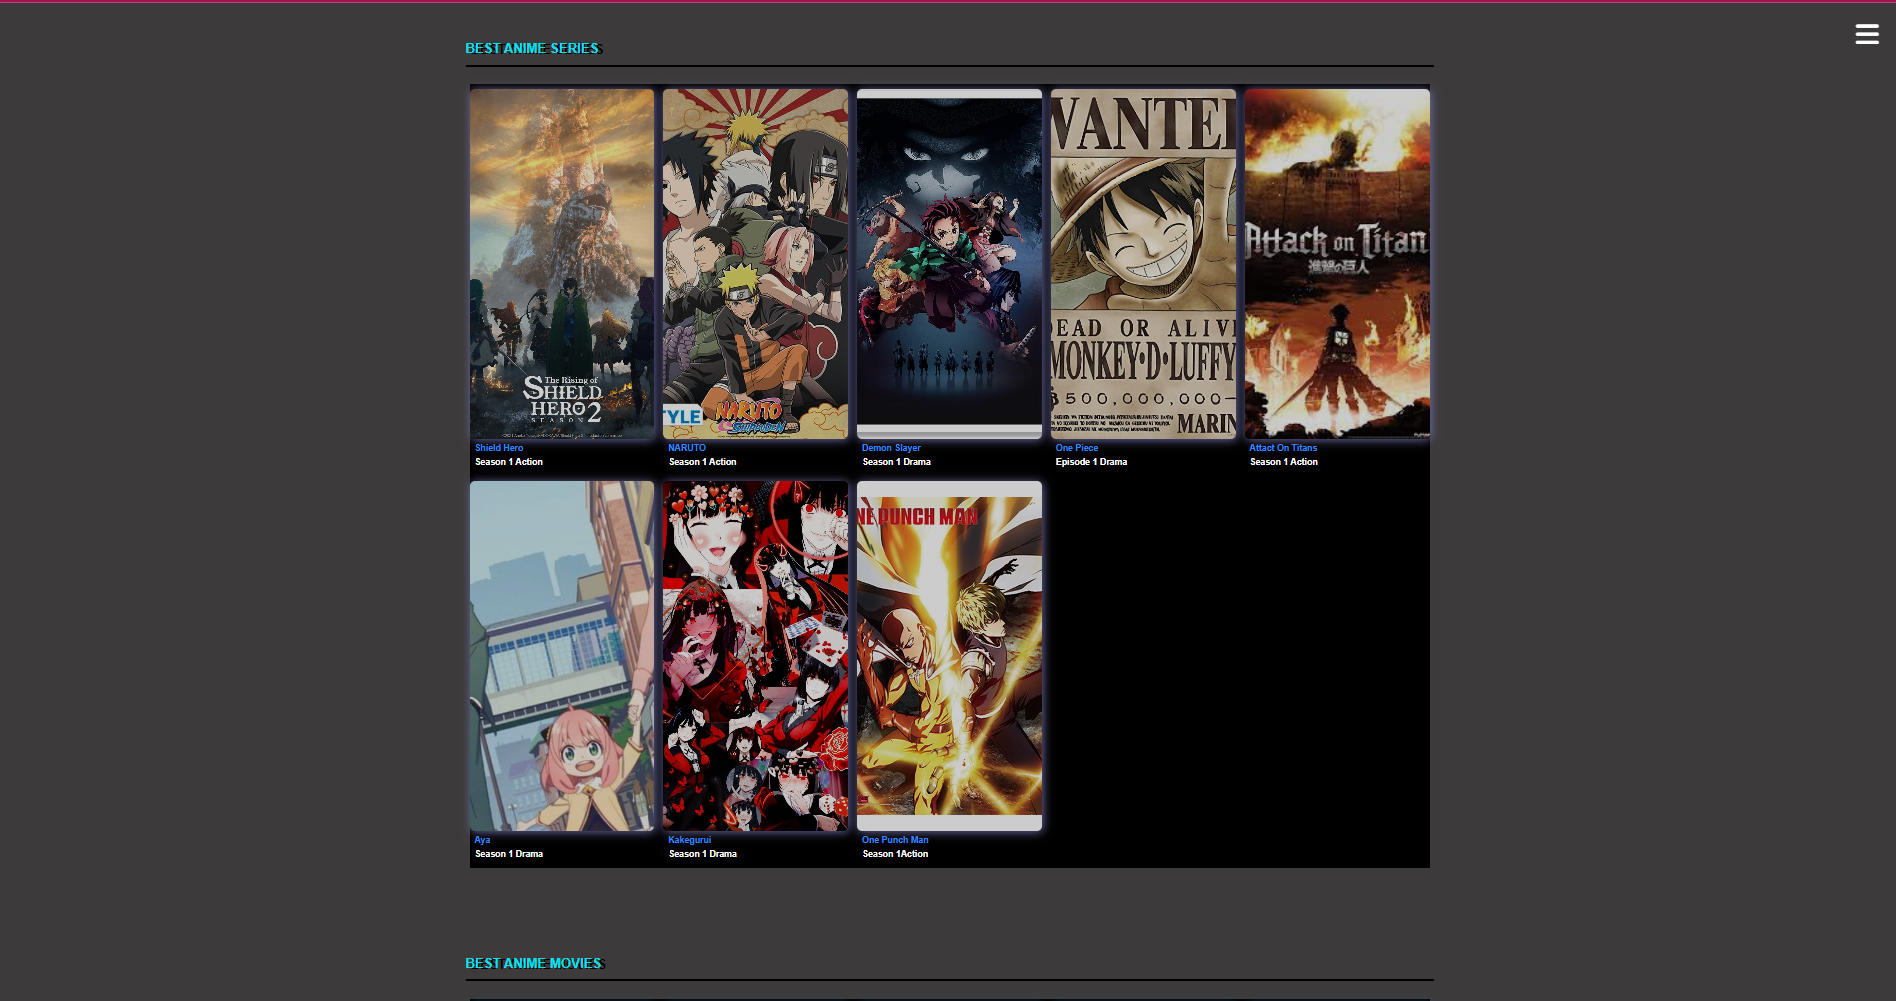 BEST ANIME SERIES
The Rising of
SHIELD
HERO 2
SEASON
TYLE
NARUTO
SHIPPUDEN
WANTED
DEAD OR ALIVE
MONKEY·D·LUFFY
฿500,000,000-
MARIN
Attack on Titan
進撃の巨人
Shield Hero
Season 1 Action
NARUTO
Season 1 Action
Demon Slayer
Season 1 Drama
One Piece
Episode 1 Drama
Attact On Titans
Season 1 Action
NE PUNCH MAN
Aya
Season 1 Drama
Kakegurui
Season 1 Drama
One Punch Man
Season 1Action
BEST ANIME MOVIES